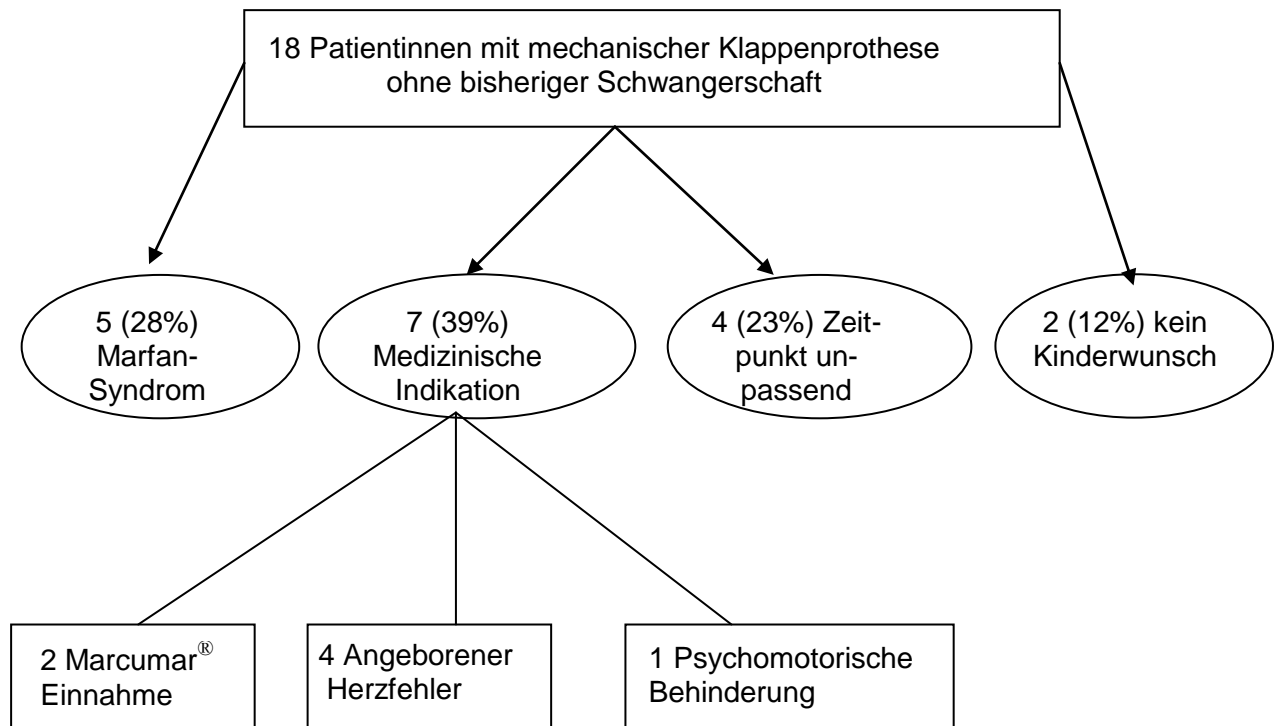 18 Patientinnen mit mechanischer Klappenprothese
ohne bisheriger Schwangerschaft
5 (28%)
Marfan-
Syndrom
7 (39%)
Medizinische
Indikation
4 (23%) Zeit-
punkt un-
passend
2 (12%) kein
Kinderwunsch
2 Marcumar®
Einnahme
4 Angeborener
Herzfehler
1 Psychomotorische
Behinderung